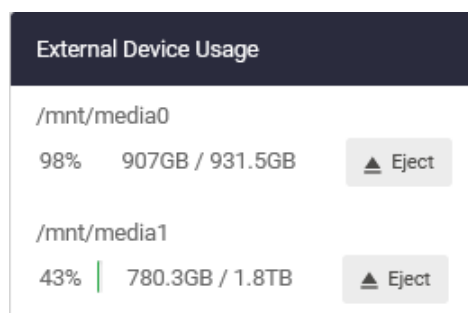 External Device Usage
/mnt/media0
98% 907GB / 931.5GB Eject
/mnt/media1
43% 780.3GB / 1.8TB Eject